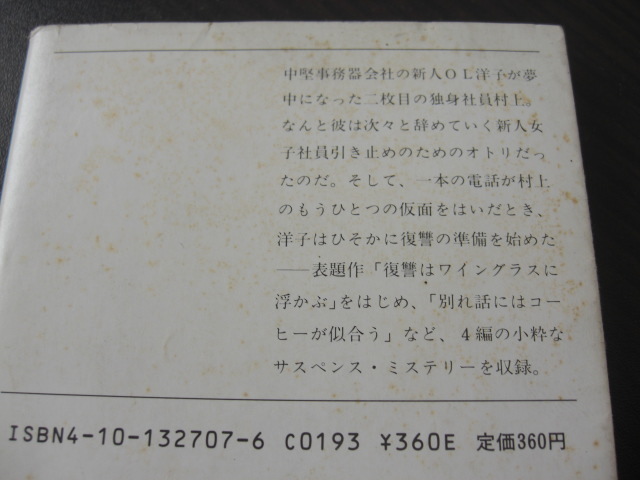 中堅事務器会社の新人OL洋子が夢
中になった二枚目の独身社員村上。
なんと彼は次々と辞めていく新人女
子社員引き止めのためのオトリだっ
たのだ。そして、一本の電話が村上
のもうひとつの仮面をはいだとき、
洋子はひそかに復讐の準備を始めた
──表題作「復讐はワイングラスに
浮かぶ」をはじめ、「別れ話にはコー
ヒーが似合う」など、4編の小粋な
サスペンス・ミステリーを収録。
ISBN4-10-132707-6 C0193 ¥360E 定価360円